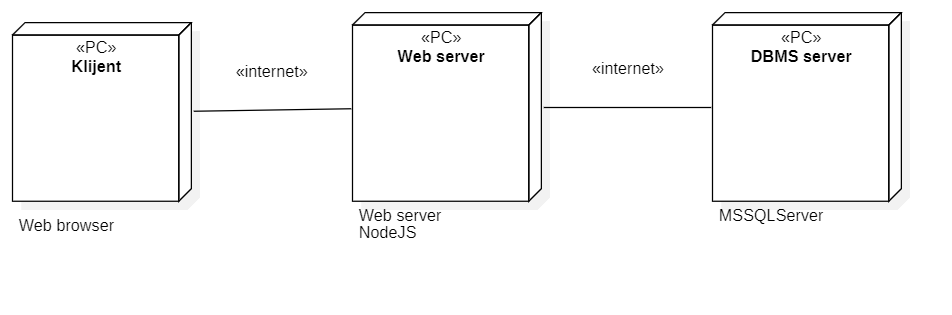 «PC»
Klijent
«internet»
«PC»
Web server
«internet»
«PC»
DBMS server
Web browser
Web server
NodeJS
MSSQLServer